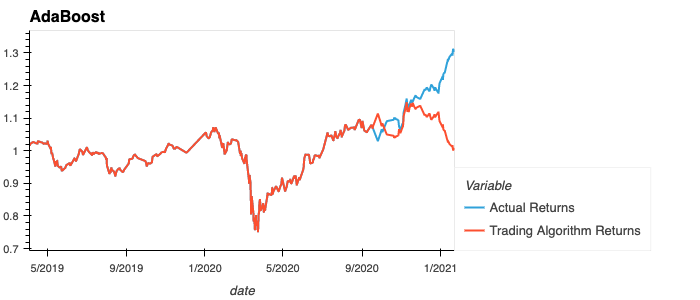 AdaBoost
1.3
1.2
1.1
1
0.9
0.8
0.7
5/2019 9/2019 1/2020 5/2020 9/2020 1/2021
date
Variable
Actual Returns
Trading Algorithm Returns